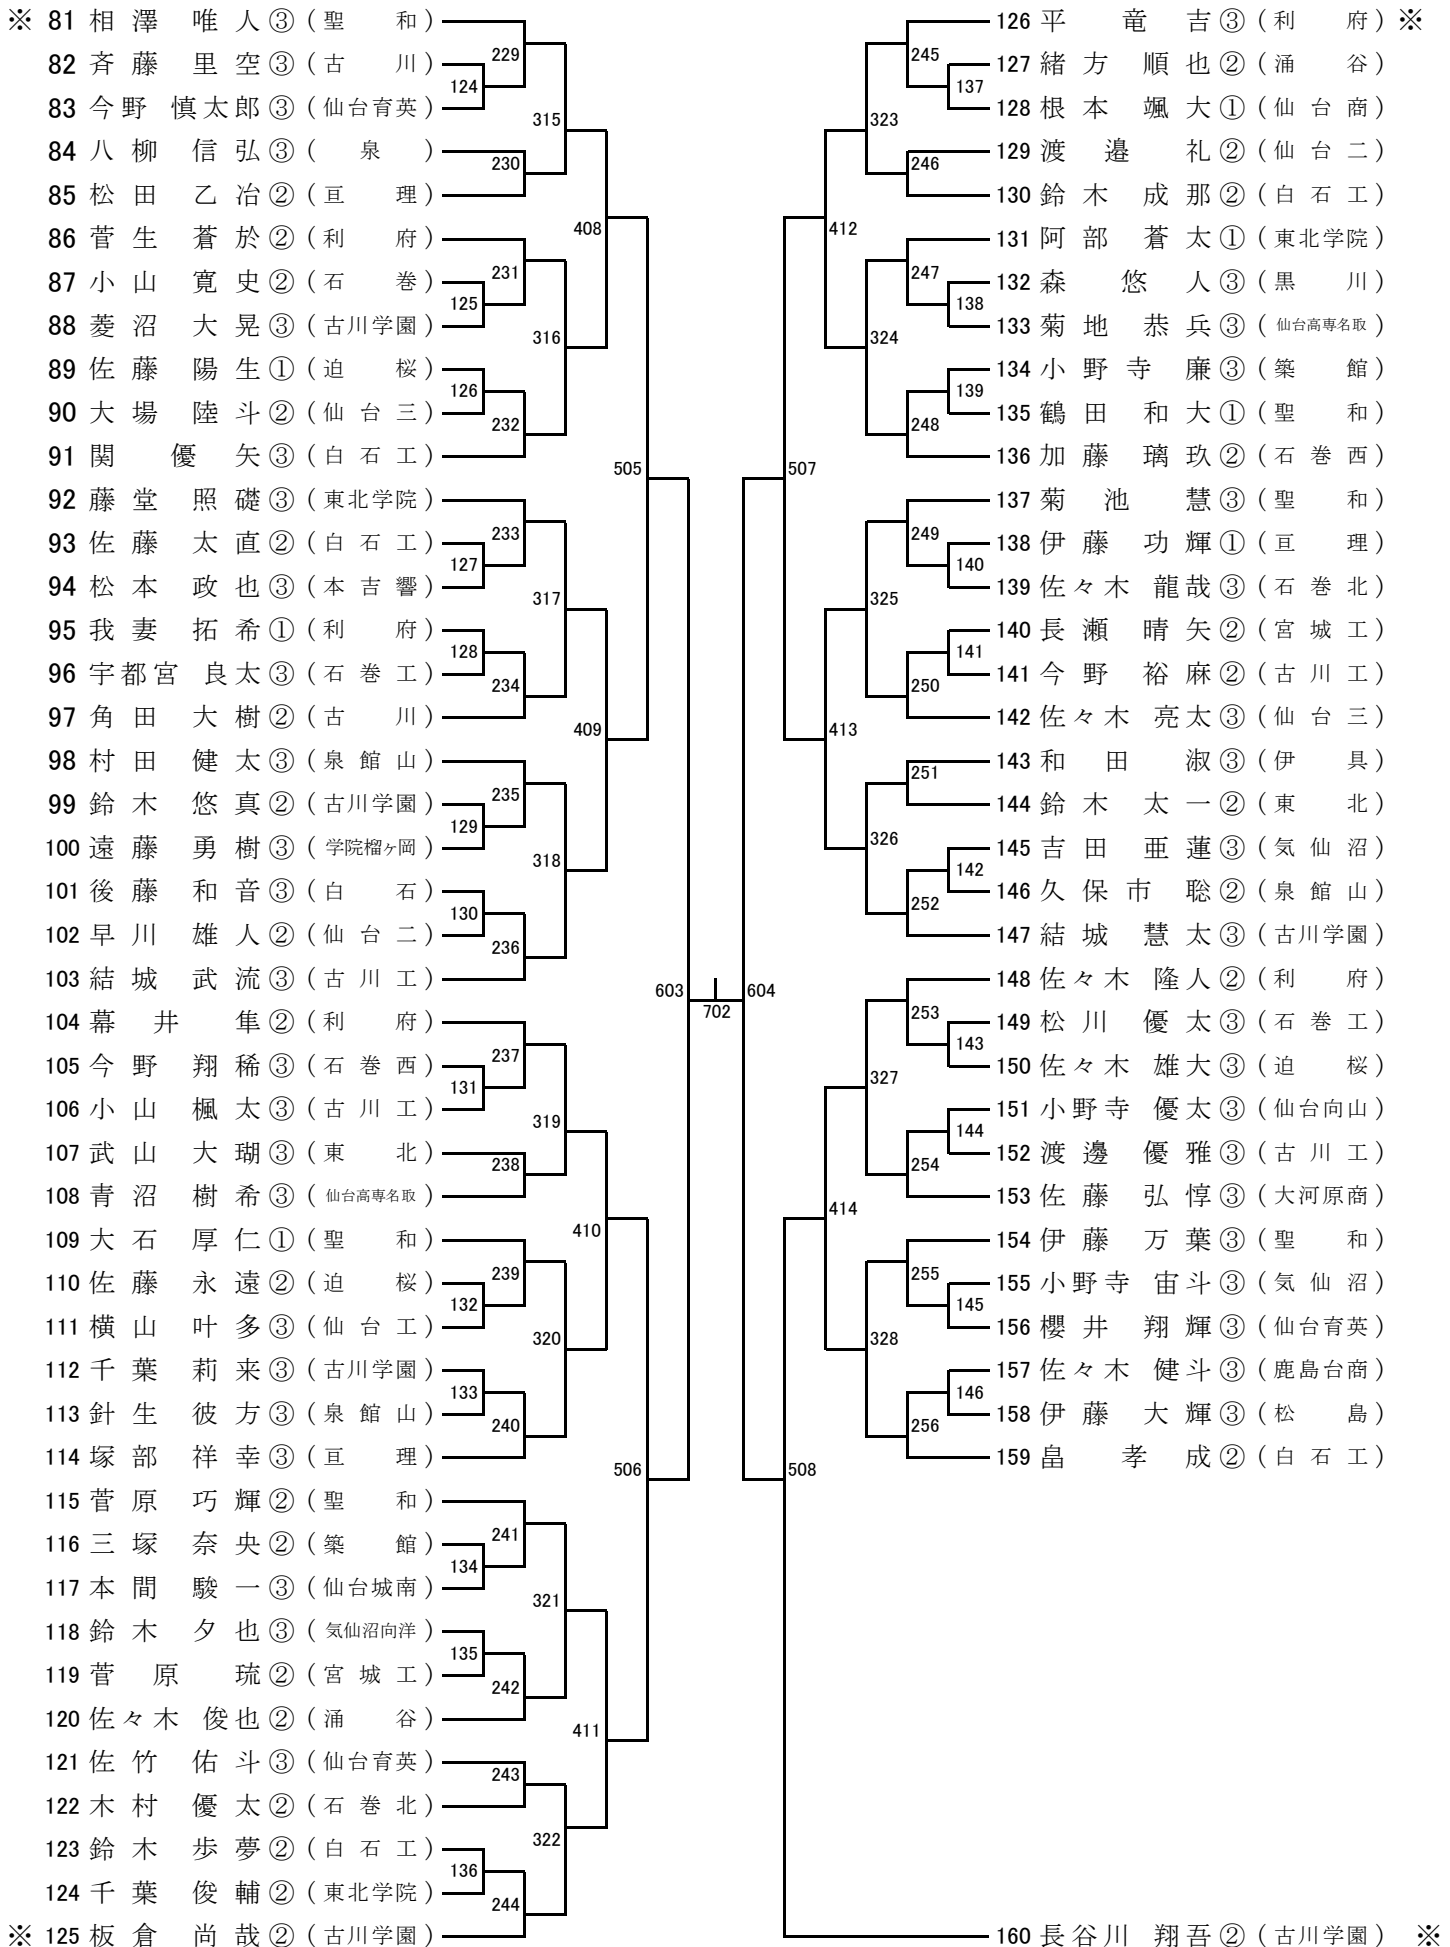 ※ 81 相澤 唯人③(聖和)
82 斉藤 里空③(古川)
83 今野 慎太郎③(仙台育英)
84 八柳 信弘③(泉)
85 松田 乙冶②(亘理)
86 菅生 蒼於②(利府)
87 小山 寛史②(石巻)
88 菱沼 大晃③(古川学園)
89 佐藤 陽生①(迫桜)
90 大場 陸斗②(仙台三)
91 関 優矢③(白石工)
92 藤堂 照礎③(東北学院)
93 佐藤 太直②(白石工)
94 松本 政也③(本吉響)
95 我妻 拓希①(利府)
96 宇都宮 良太③(石巻工)
97 角田 大樹②(古川)
98 村田 健太③(泉館山)
99 鈴木 悠真②(古川学園)
100 遠藤 勇樹③(学院榴ヶ岡)
101 後藤 和音③(白石)
102 早川 雄人②(仙台二)
103 結城 武流③(古川工)
104 幕井 隼②(利府)
105 今野 翔稀③(石巻西)
106 小山 楓太③(古川工)
107 武山 大瑚③(東北)
108 青沼 樹希③(仙台高専名取)
109 大石 厚仁①(聖和)
110 佐藤 永遠②(迫桜)
111 横山 叶多③(仙台工)
112 千葉 莉来③(古川学園)
113 針生 彼方③(泉館山)
114 塚部 祥幸③(亘理)
115 菅原 巧輝②(聖和)
116 三塚 奈央②(築館)
117 本間 駿一③(仙台城南)
118 鈴木 夕也③(気仙沼向洋)
119 菅原 琉②(宮城工)
120 佐々木 俊也②(涌谷)
121 佐竹 佑斗③(仙台育英)
122 木村 優太②(石巻北)
123 鈴木 歩夢②(白石工)
124 千葉 俊輔②(東北学院)
※ 125 板倉 尚哉②(古川学園)
124
125
126
127
128
129
130
131
132
133
134
135
136
229
230
231
232
233
234
235
236
237
238
239
240
241
242
243
244
315
316
317
318
319
320
321
322
408
409
410
411
505
506
603
702
604
507
508
412
413
414
323
324
325
326
327
328
245
246
247
248
249
250
251
252
253
254
255
256
137
138
139
140
141
142
143
144
145
146
126 平 竜吉③(利府)※
127 緒方 順也②(涌谷)
128 根本 颯大①(仙台商)
129 渡邉 礼②(仙台二)
130 鈴木 成那②(白石工)
131 阿部 蒼太①(東北学院)
132 森 悠人③(黒川)
133 菊地 恭兵③(仙台高専名取)
134 小野寺 廉③(築館)
135 鶴田 和大①(聖和)
136 加藤 璃玖②(石巻西)
137 菊池 慧③(聖和)
138 伊藤 功輝①(亘理)
139 佐々木 龍哉③(石巻北)
140 長瀬 晴矢②(宮城工)
141 今野 裕麻②(古川工)
142 佐々木 亮太③(仙台三)
143 和田 淑③(伊具)
144 鈴木 太一②(東北)
145 吉田 亜蓮③(気仙沼)
146 久保市 聡②(泉館山)
147 結城 慧太③(古川学園)
148 佐々木 隆人②(利府)
149 松川 優太③(石巻工)
150 佐々木 雄大③(迫桜)
151 小野寺 優太③(仙台向山)
152 渡邊 優雅③(古川工)
153 佐藤 弘惇③(大河原商)
154 伊藤 万葉③(聖和)
155 小野寺 宙斗③(気仙沼)
156 櫻井 翔輝③(仙台育英)
157 佐々木 健斗③(鹿島台商)
158 伊藤 大輝③(松島)
159 畠 孝成②(白石工)
160 長谷川 翔吾②(古川学園) ※